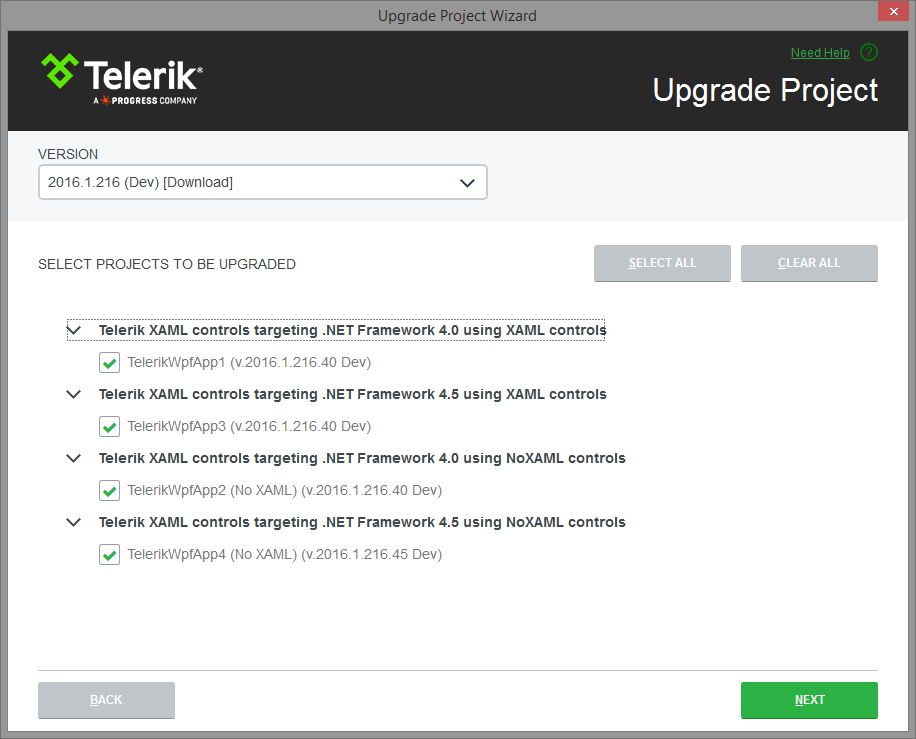 Upgrade Project Wizard
Need Help ?
Telerik®
A PROGRESS COMPANY
Upgrade Project
VERSION
2016.1.216 (Dev) [Download]
SELECT PROJECTS TO BE UPGRADED
SELECT ALL
CLEAR ALL
Telerik XAML controls targeting .NET Framework 4.0 using XAML controls
TelerikWpfApp1 (v.2016.1.216.40 Dev)
Telerik XAML controls targeting .NET Framework 4.5 using XAML controls
TelerikWpfApp3 (v.2016.1.216.40 Dev)
Telerik XAML controls targeting .NET Framework 4.0 using NoXAML controls
TelerikWpfApp2 (No XAML) (v.2016.1.216.40 Dev)
Telerik XAML controls targeting .NET Framework 4.5 using NoXAML controls
TelerikWpfApp4 (No XAML) (v.2016.1.216.45 Dev)
BACK
NEXT